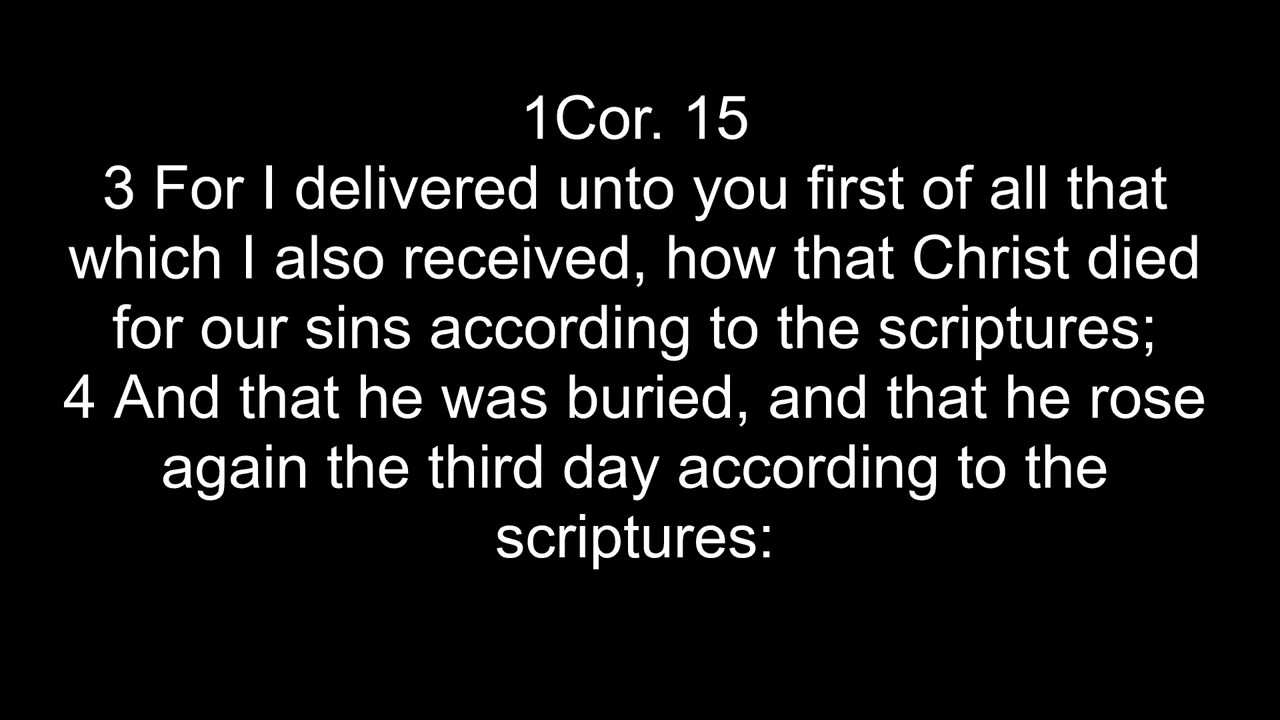 1Cor. 15
3 For I delivered unto you first of all that
which I also received, how that Christ died
for our sins according to the scriptures;
4 And that he was buried, and that he rose
again the third day according to the
scriptures: